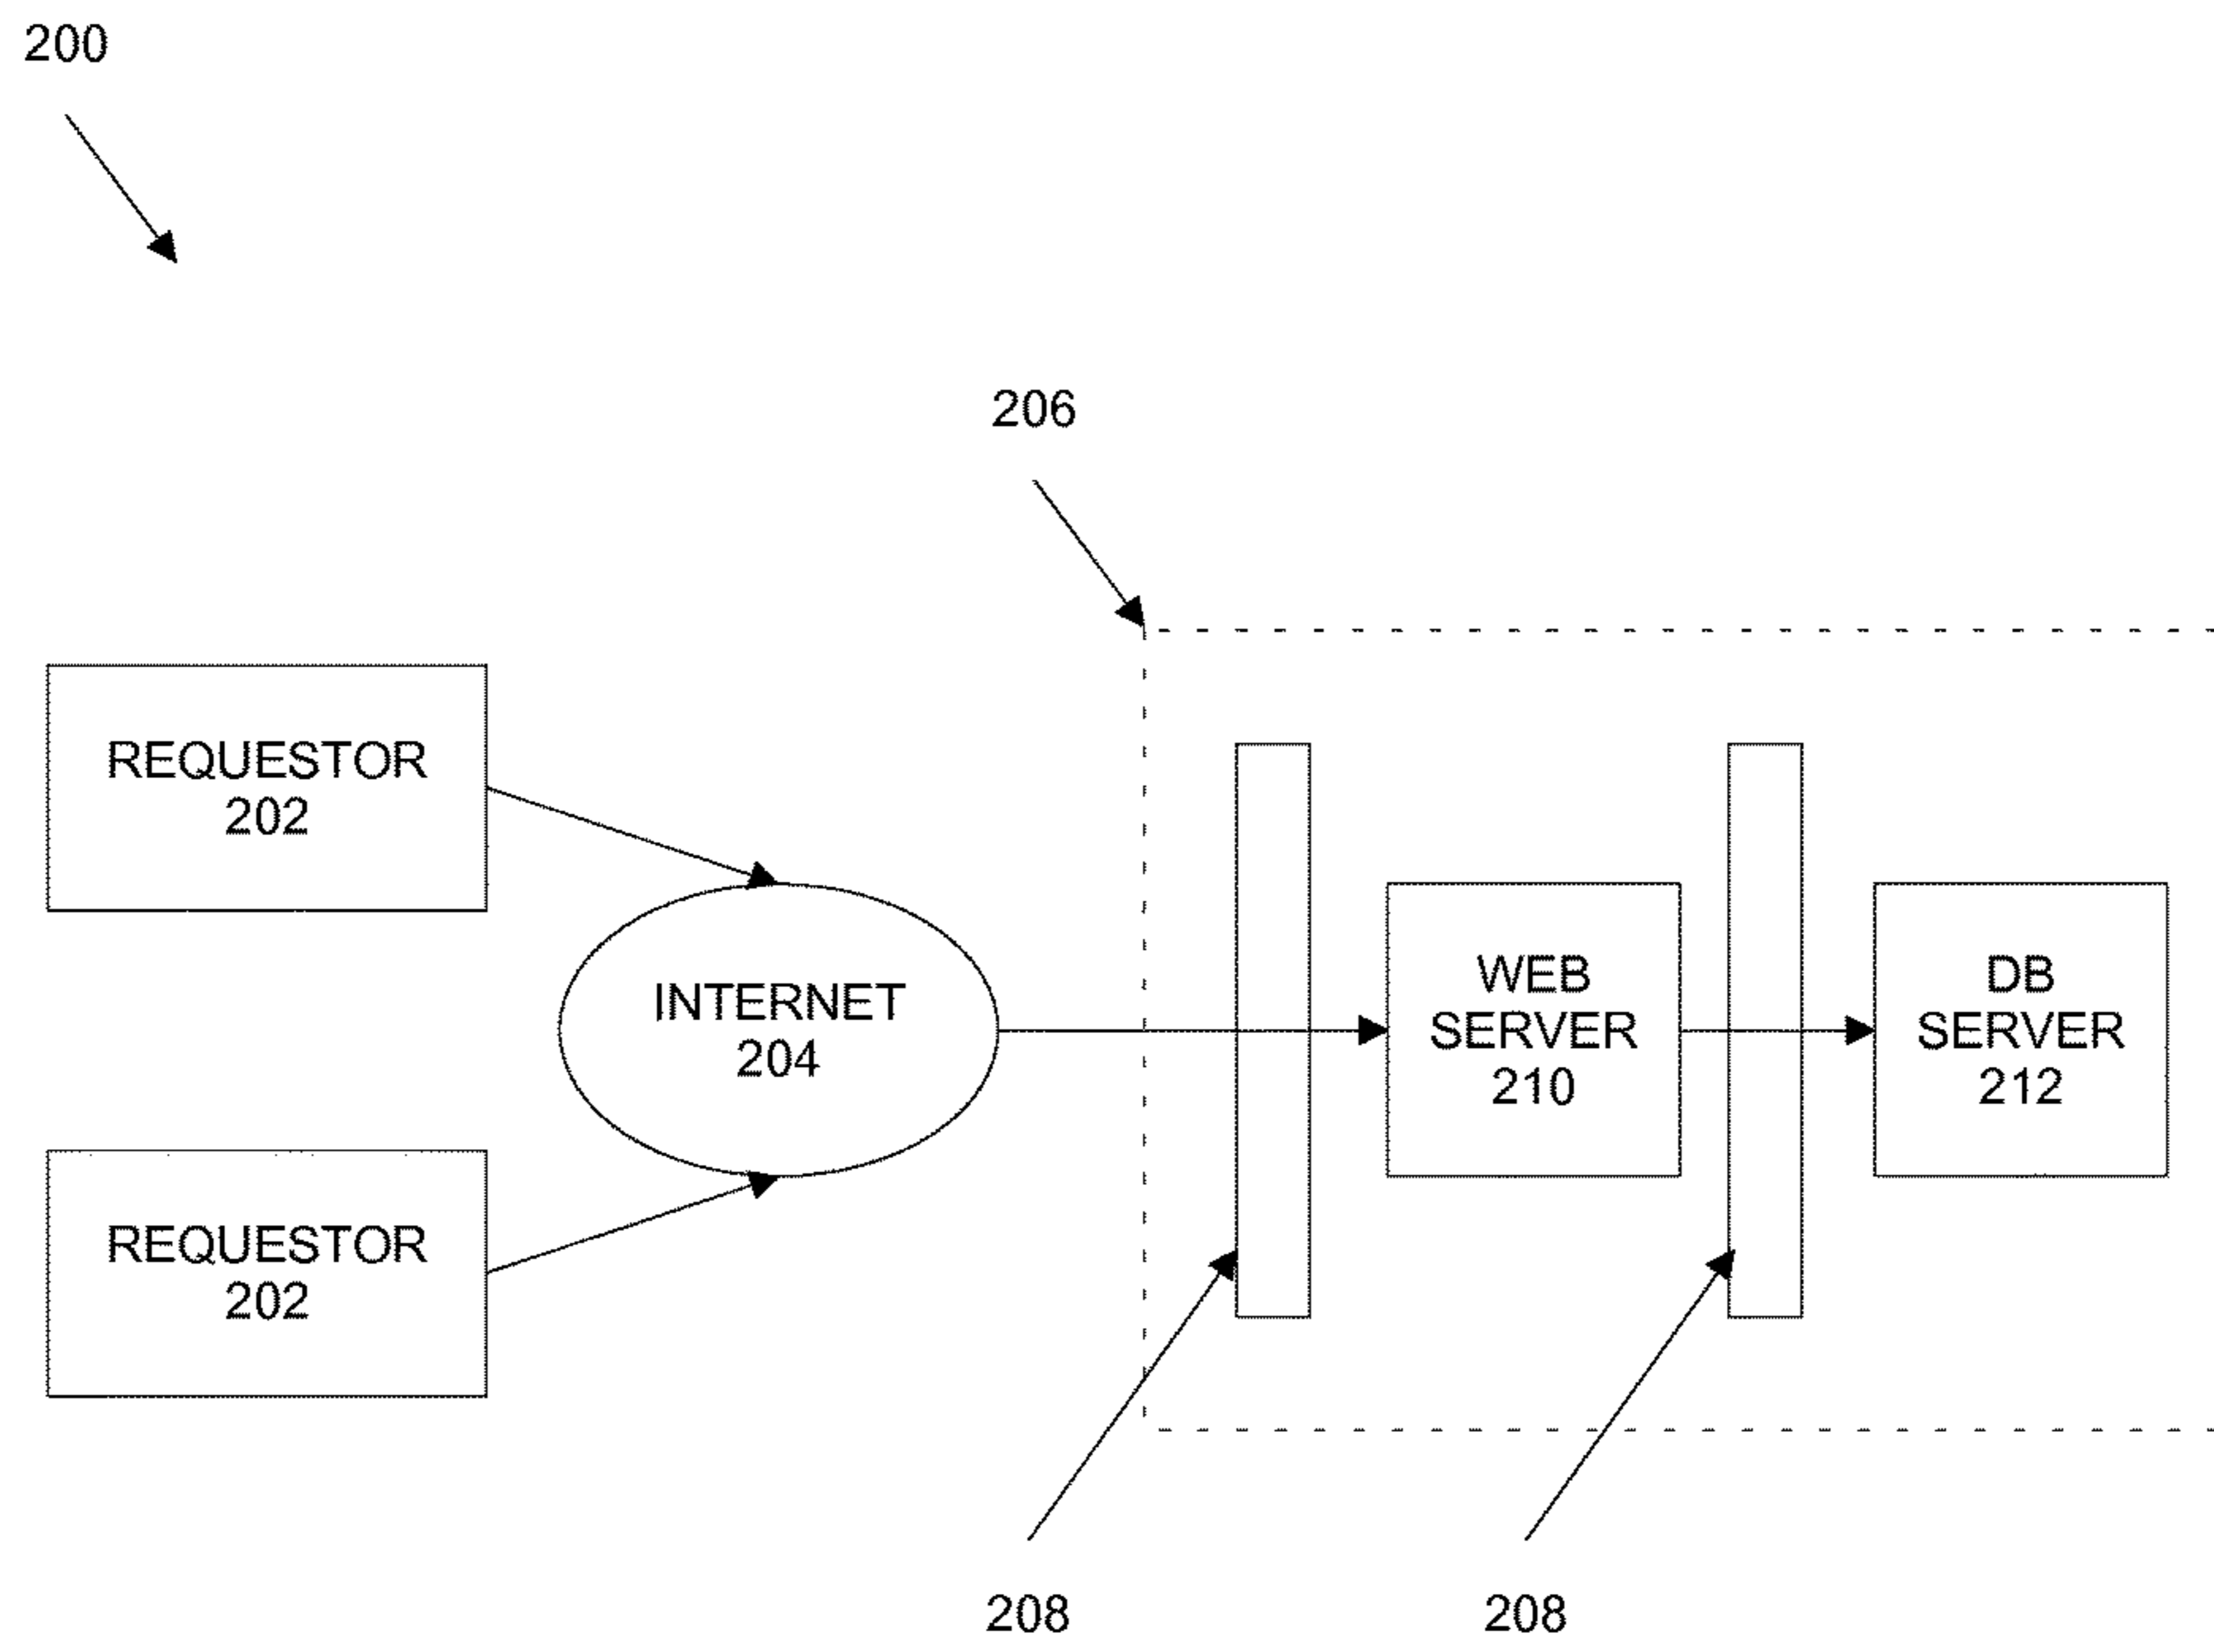 200
206
REQUESTOR
202
INTERNET
204
WEB
SERVER
210
DB
SERVER
212
REQUESTOR
202
208
208